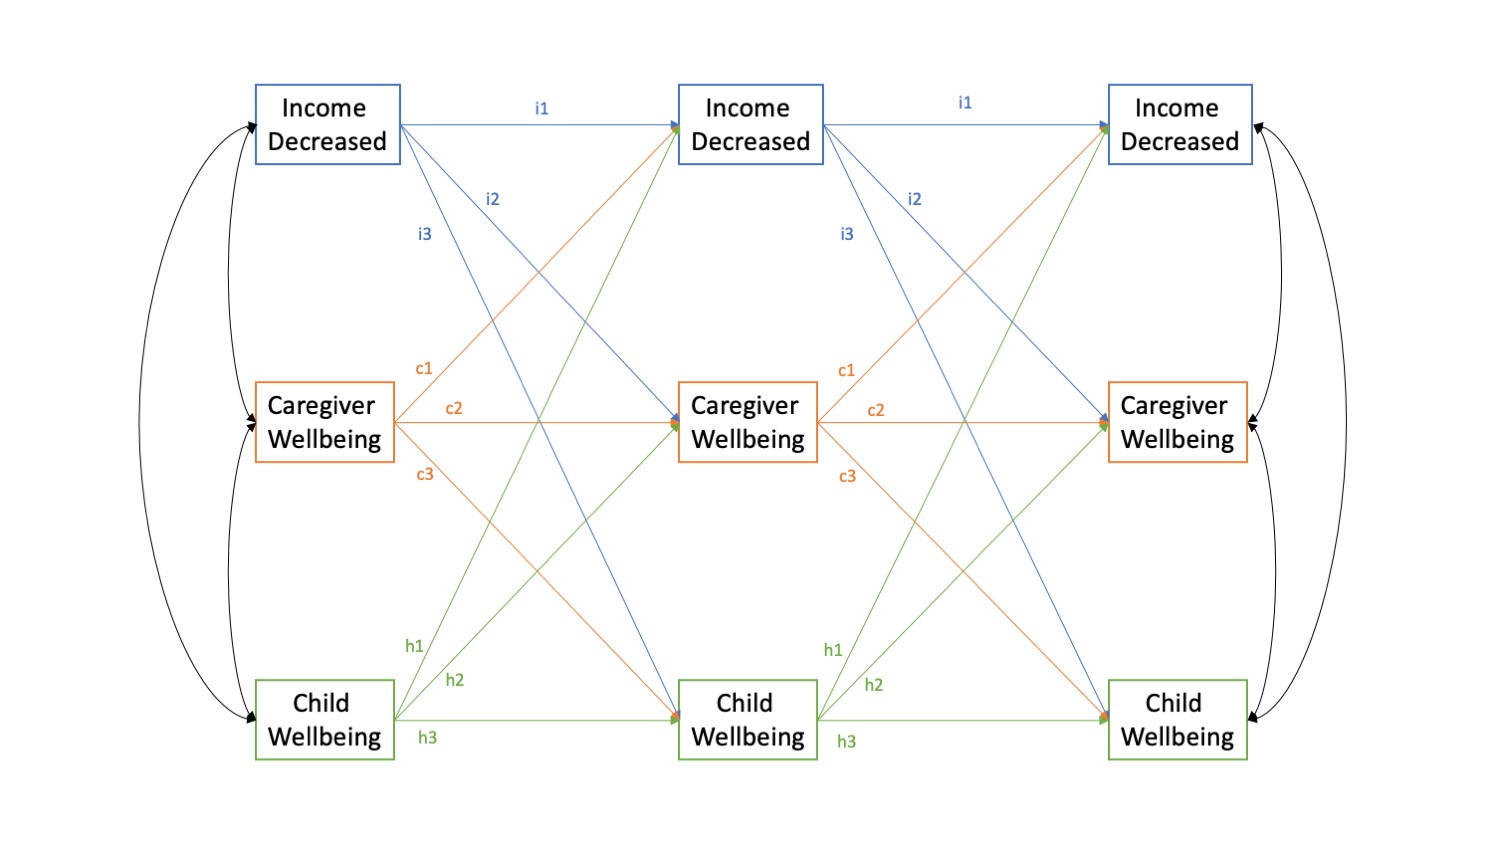 Income
Decreased
i1
Income
Decreased
i1
Income
Decreased
i2
i3
i2
i3
c1
c2
c3
c1
c2
c3
Caregiver
Wellbeing
Caregiver
Wellbeing
Caregiver
Wellbeing
h1
h2
h3
h1
h2
h3
Child
Wellbeing
Child
Wellbeing
Child
Wellbeing